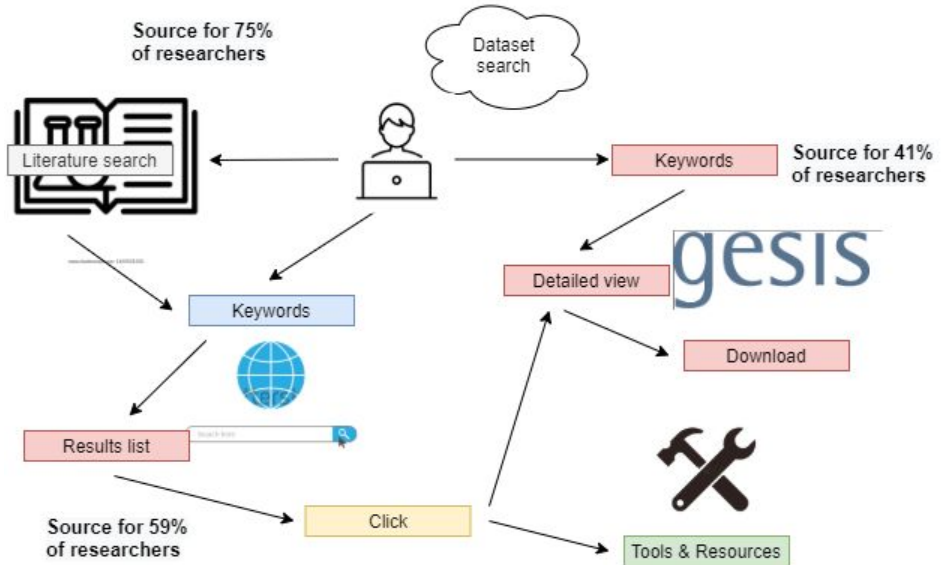 Source for 75%
of researchers
Dataset
search
Literature search
Keywords
Source for 41%
of researchers
gesis
Detailed view
Keywords
Download
Results list
Source for 59%
of researchers
Click
Tools & Resources